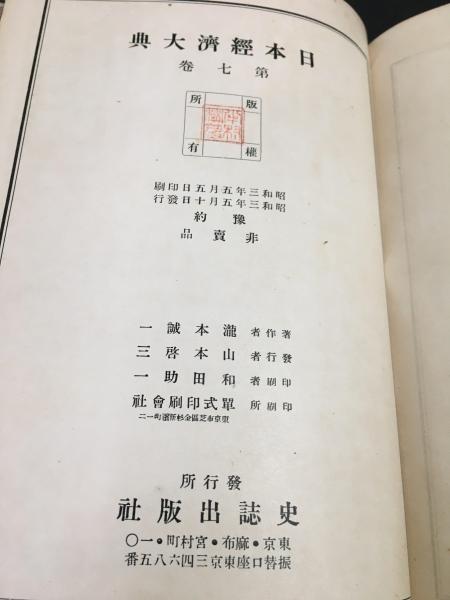 日本經濟大典
第七卷
版權所有
昭和三年五月五日印刷
昭和三年五月十日發行
豫約
非賣品
著作者 瀧本誠一
發行者 山本啓三
印刷者 和田助一
印刷所 單式印刷會社
東京市芝區金杉新濱町一二
發行所
史誌出版社
東京・麻布・宮村町・一〇
振替口座東京三四六八五番